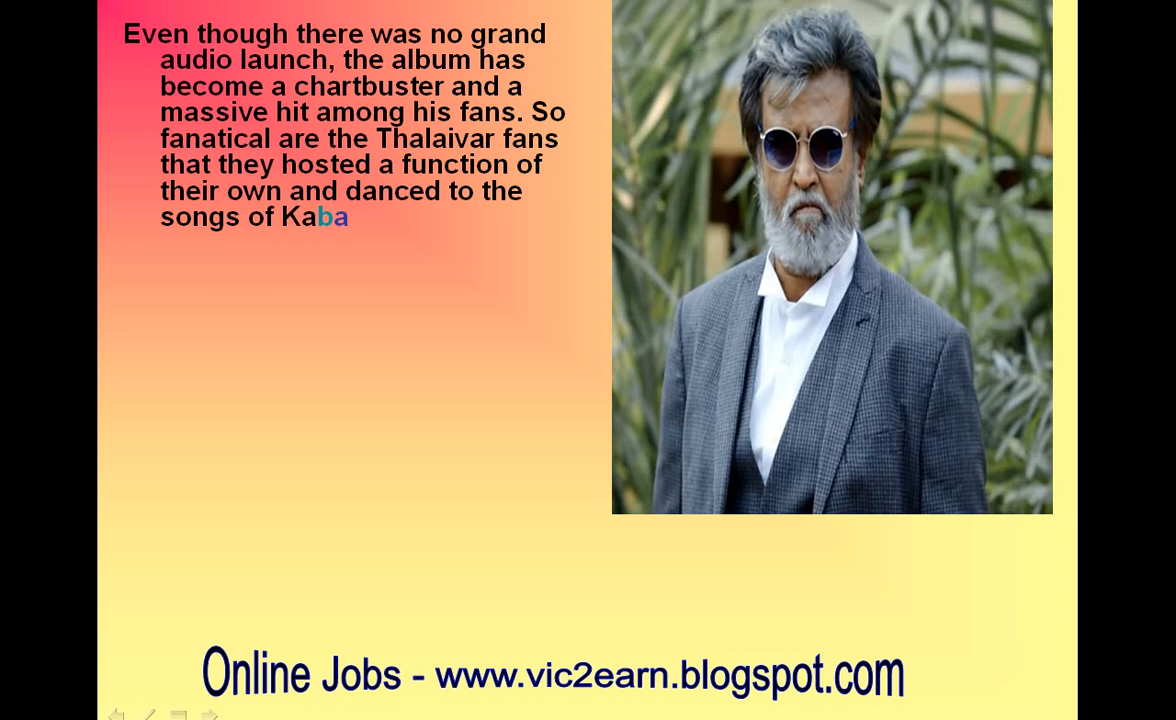 Even though there was no grand
audio launch, the album has
become a chartbuster and a
massive hit among his fans. So
fanatical are the Thalaivar fans
that they hosted a function of
their own and danced to the
songs of Kaba
Online Jobs - www.vic2earn.blogspot.com